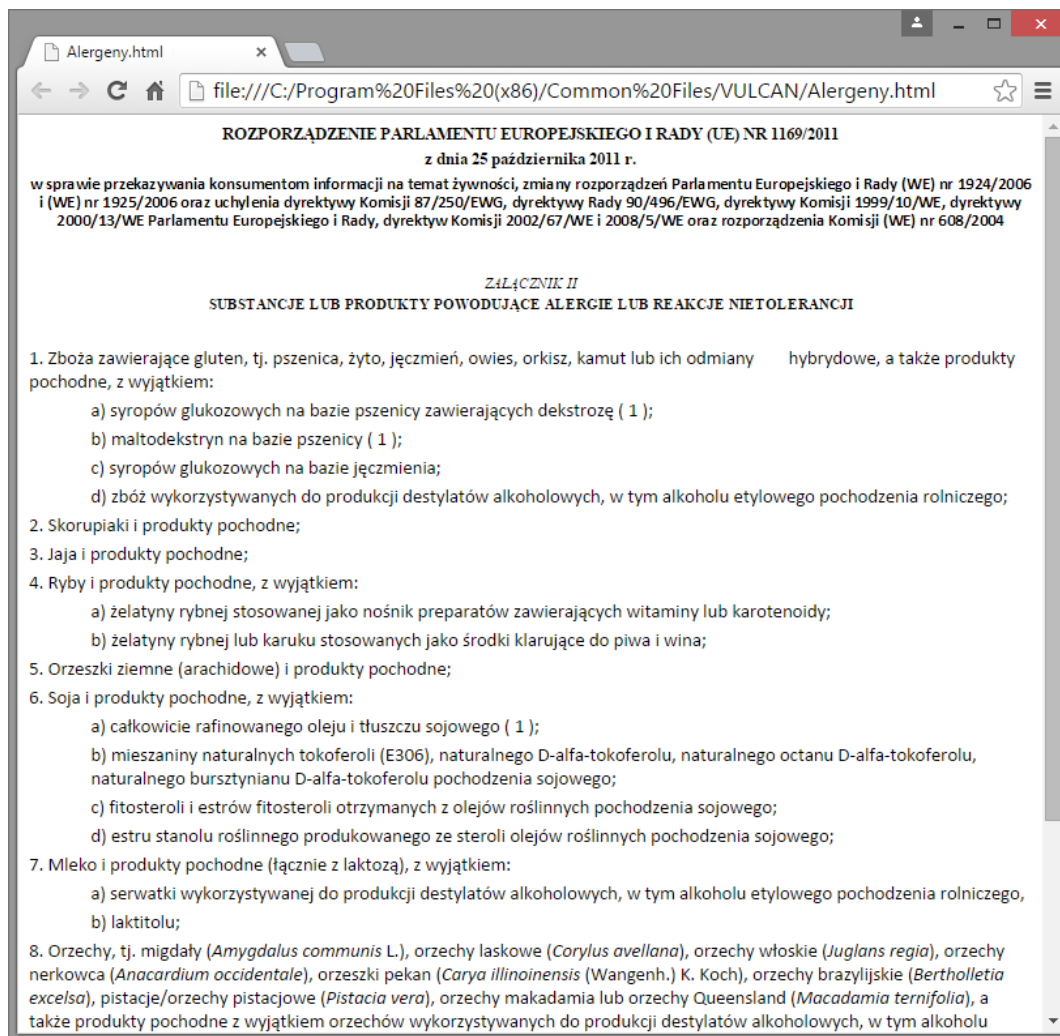 Alergeny.html
file:///C:/Program%20Files%20(x86)/Common%20Files/VULCAN/Alergeny.html
ROZPORZĄDZENIE PARLAMENTU EUROPEJSKIEGO I RADY (UE) NR 1169/2011
z dnia 25 października 2011 r.
w sprawie przekazywania konsumentom informacji na temat żywności, zmiany rozporządzeń Parlamentu Europejskiego i Rady (WE) nr 1924/2006
i (WE) nr 1925/2006 oraz uchylenia dyrektywy Komisji 87/250/EWG, dyrektywy Rady 90/496/EWG, dyrektywy Komisji 1999/10/WE, dyrektywy
2000/13/WE Parlamentu Europejskiego i Rady, dyrektyw Komisji 2002/67/WE i 2008/5/WE oraz rozporządzenia Komisji (WE) nr 608/2004
ZAŁĄCZNIK II
SUBSTANCJE LUB PRODUKTY POWODUJĄCE ALERGIE LUB REAKCJE NIETOLERANCJI
1. Zboża zawierające gluten, tj. pszenica, żyto, jęczmień, owies, orkisz, kamut lub ich odmiany hybrydowe, a także produkty
pochodne, z wyjątkiem:
a) syropów glukozowych na bazie pszenicy zawierających dekstrozę ( 1 );
b) maltodekstryn na bazie pszenicy ( 1 );
c) syropów glukozowych na bazie jęczmienia;
d) zbóż wykorzystywanych do produkcji destylatów alkoholowych, w tym alkoholu etylowego pochodzenia rolniczego;
2. Skorupiaki i produkty pochodne;
3. Jaja i produkty pochodne;
4. Ryby i produkty pochodne, z wyjątkiem:
a) żelatyny rybnej stosowanej jako nośnik preparatów zawierających witaminy lub karotenoidy;
b) żelatyny rybnej lub karuku stosowanych jako środki klarujące do piwa i wina;
5. Orzeszki ziemne (arachidowe) i produkty pochodne;
6. Soja i produkty pochodne, z wyjątkiem:
a) całkowicie rafinowanego oleju i tłuszczu sojowego ( 1 );
b) mieszaniny naturalnych tokoferoli (E306), naturalnego D-alfa-tokoferolu, naturalnego octanu D-alfa-tokoferolu,
naturalnego bursztynianu D-alfa-tokoferolu pochodzenia sojowego;
c) fitosteroli i estrów fitosteroli otrzymanych z olejów roślinnych pochodzenia sojowego;
d) estru stanolu roślinnego produkowanego ze steroli olejów roślinnych pochodzenia sojowego;
7. Mleko i produkty pochodne (łącznie z laktozą), z wyjątkiem:
a) serwatki wykorzystywanej do produkcji destylatów alkoholowych, w tym alkoholu etylowego pochodzenia rolniczego,
b) laktitolu;
8. Orzechy, tj. migdały (Amygdalus communis L.), orzechy laskowe (Corylus avellana), orzechy włoskie (Juglans regia), orzechy
nerkowca (Anacardium occidentale), orzeszki pekan (Carya illinoinensis (Wangenh.) K. Koch), orzechy brazylijskie (Bertholletia
excelsa), pistacje/orzechy pistacjowe (Pistacia vera), orzechy makadamia lub orzechy Queensland (Macadamia ternifolia), a
także produkty pochodne z wyjątkiem orzechów wykorzystywanych do produkcji destylatów alkoholowych, w tym alkoholu